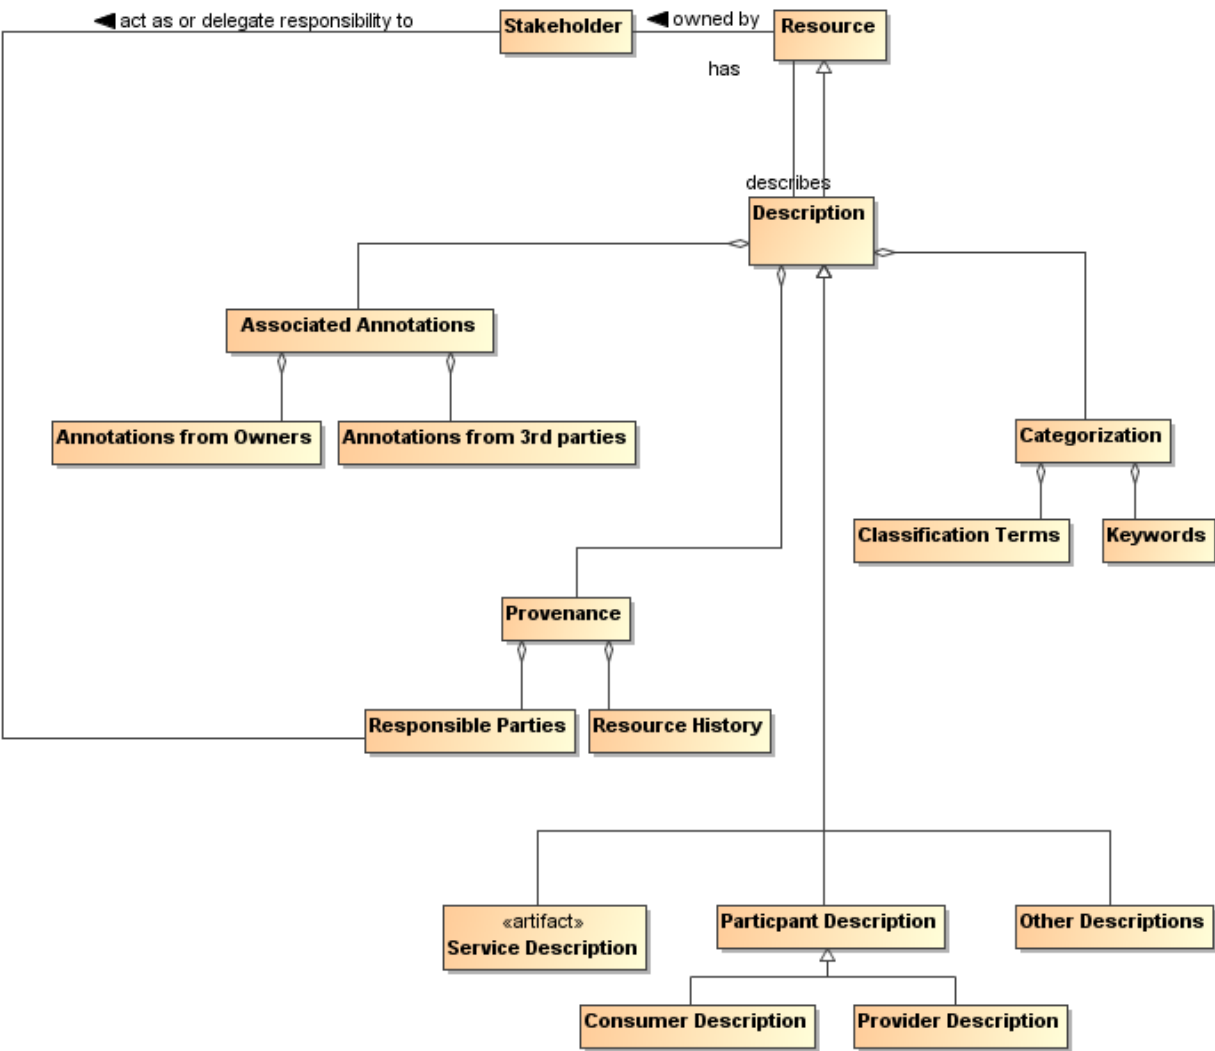 act as or delegate responsibility to
Stakeholder
owned by
Resource
has
describes
Description
Associated Annotations
Annotations from Owners
Annotations from 3rd parties
Categorization
Classification Terms
Keywords
Provenance
Responsible Parties
Resource History
«artifact»
Service Description
Particpant Description
Other Descriptions
Consumer Description
Provider Description